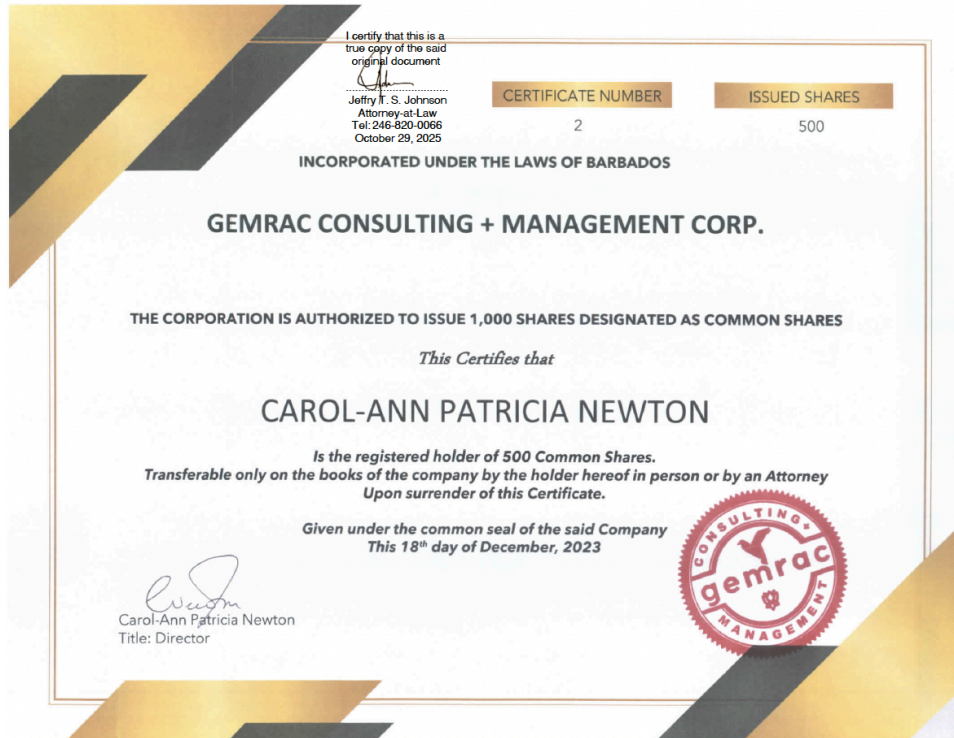 I certify that this is a
true copy of the said
original document
Jeffry T. S. Johnson
Attorney-at-Law
Tel: 246-820-0066
October 29, 2025
CERTIFICATE NUMBER
2
ISSUED SHARES
500
INCORPORATED UNDER THE LAWS OF BARBADOS
GEMRAC CONSULTING + MANAGEMENT CORP.
THE CORPORATION IS AUTHORIZED TO ISSUE 1,000 SHARES DESIGNATED AS COMMON SHARES
This Certifies that
CAROL-ANN PATRICIA NEWTON
Is the registered holder of 500 Common Shares.
Transferable only on the books of the company by the holder hereof in person or by an Attorney
Upon surrender of this Certificate.
Given under the common seal of the said Company
This 18th day of December, 2023
Carol-Ann Patricia Newton
Title: Director
CONSULTING+
gemrac
MANAGEMENT